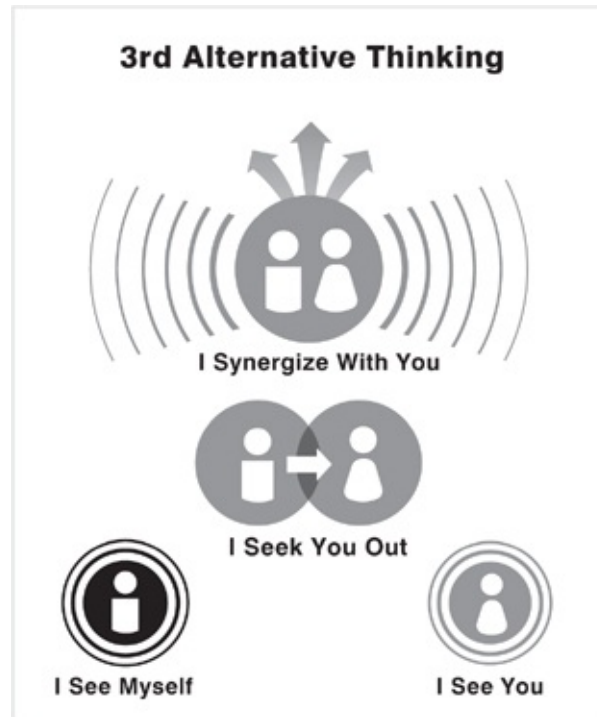 3rd Alternative Thinking
I Synergize With You
I Seek You Out
I See Myself
I See You